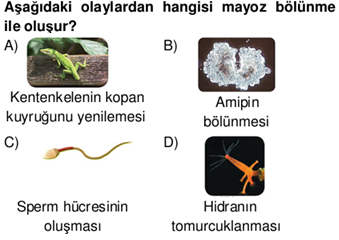 Aşağıdaki olaylardan hangisi mayoz bölünme
ile oluşur?
A)
Kentenkelenin kopan
kuyruğunu yenilemesi
B)
Amipin
bölünmesi
C)
Sperm hücresinin
oluşması
D)
Hidranın
tomurcuklanması